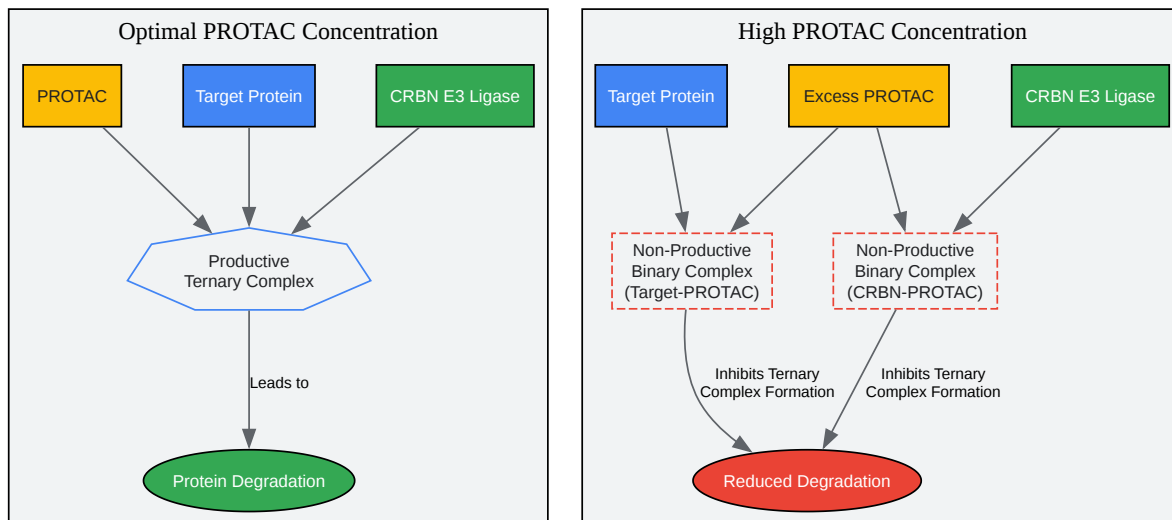 Optimal PROTAC Concentration
PROTAC
Target Protein
CRBN E3 Ligase
Productive
Ternary Complex
Leads to
Protein Degradation
High PROTAC Concentration
Target Protein
Excess PROTAC
CRBN E3 Ligase
Non-Productive
Binary Complex
(Target-PROTAC)
Non-Productive
Binary Complex
(CRBN-PROTAC)
Inhibits Ternary
Complex Formation
Inhibits Ternary
Complex Formation
Reduced Degradation